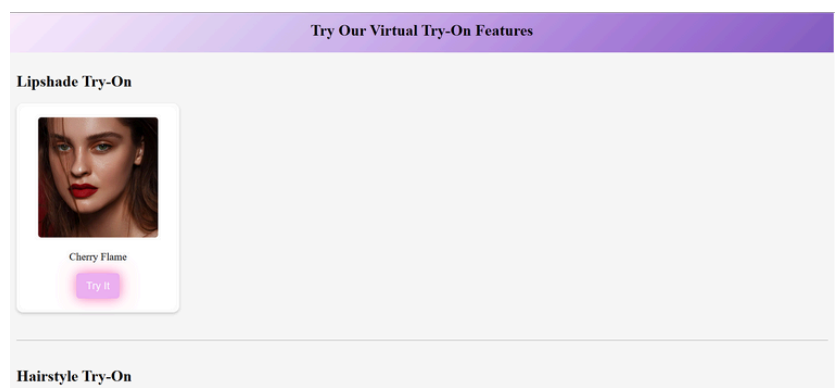 Try Our Virtual Try-On Features
Lipshade Try-On
Cherry Flame
Try It
Hairstyle Try-On